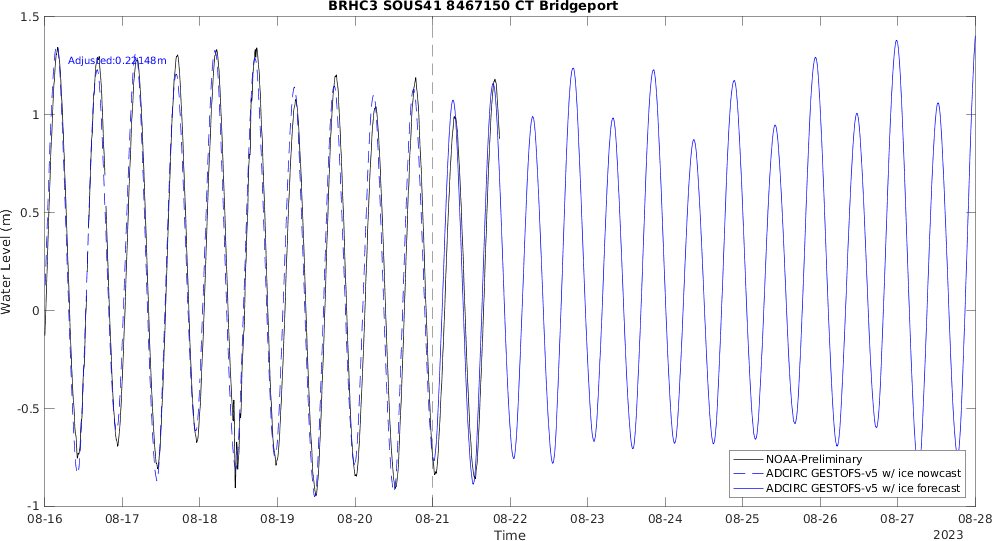 BRHC3 SOUS41 8467150 CT Bridgeport
Adjusted:0.22148m
Water Level (m)
1.5
1
0.5
0
-0.5
-1
08-16 08-17 08-18 08-19 08-20 08-21 08-22 08-23 08-24 08-25 08-26 08-27 08-28
Time
2023
NOAA-Preliminary
ADCIRC GESTOFS-v5 w/ ice nowcast
ADCIRC GESTOFS-v5 w/ ice forecast